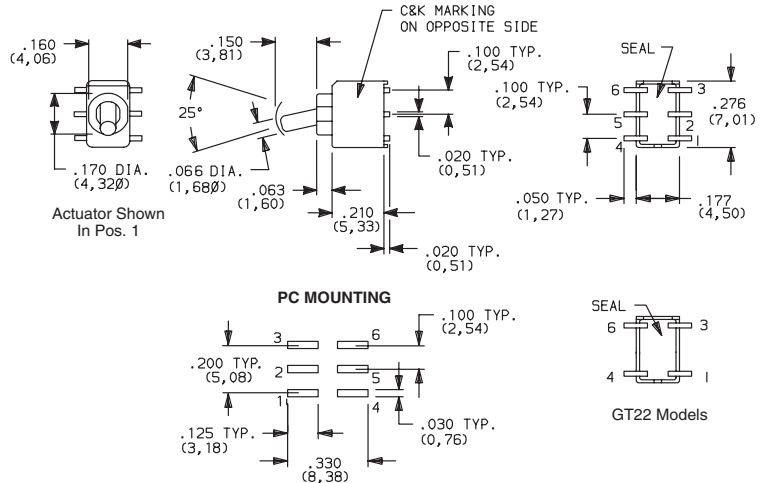 C&K MARKING
ON OPPOSITE SIDE
.160
(4,06)
.150
(3,81)
.100 TYP.
(2,54)
SEAL
.100 TYP.
(2,54)
6
3
5
2
4
1
.276
(7,01)
25°
.170 DIA.
(4,32Ø)
.066 DIA.
(1,68Ø)
.063
(1,60)
.210
(5,33)
.020 TYP.
(0,51)
.020 TYP.
(0,51)
.050 TYP.
(1,27)
.177
(4,50)
Actuator Shown
In Pos. 1
PC MOUNTING
.100 TYP.
(2,54)
3
6
2
5
1
4
.200 TYP.
(5,08)
.125 TYP.
(3,18)
.330
(8,38)
.030 TYP.
(0,76)
SEAL
6
3
4
1
GT22 Models